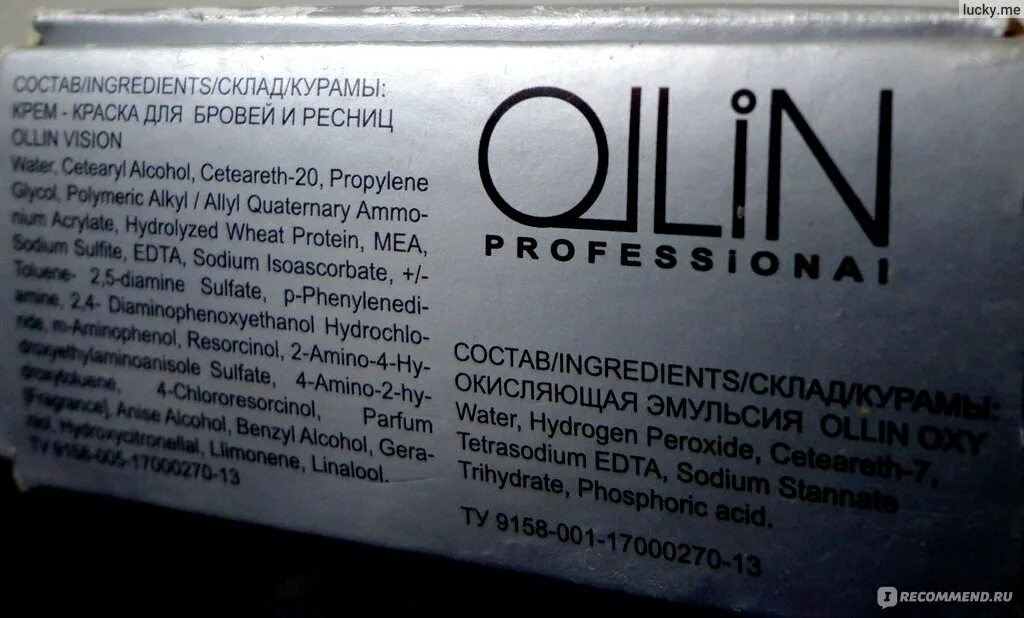 lucky.me
СОСТАВ/INGREDIENTS/СКЛАД/КУРАМЫ:
КРЕМ - КРАСКА ДЛЯ БРОВЕЙ И РЕСНИЦ
OLLIN VISION
Water, Cetearyl Alcohol, Ceteareth-20, Propylene
Glycol, Polymeric Alkyl / Allyl Quaternary Ammo-
nium Acrylate, Hydrolyzed Wheat Protein, MEA,
Sodium Sulfite, EDTA, Sodium Isoascorbate, +/-
Toluene- 2,5-diamine Sulfate, p-Phenylenedi-
amine, 2,4- Diaminophenoxyethanol Hydrochlo-
ride, m-Aminophenol, Resorcinol, 2-Amino-4-Hy-
droxyethylaminoanisole Sulfate, 4-Amino-2-hy-
droxytoluene, 4-Chlororesorcinol, Parfum
[Fragrance], Anise Alcohol, Benzyl Alcohol, Gera-
niol, Hydroxycitronellal, Llimonene, Linalool.
ТУ 9158-005-17000270-13
OLLiN
PROFESSiONAl
СОСТАВ/INGREDIENTS/СКЛАД/КУРАМЫ:
ОКИСЛЯЮЩАЯ ЭМУЛЬСИЯ OLLIN OXY
Water, Hydrogen Peroxide, Ceteareth-7,
Tetrasodium EDTA, Sodium Stannate
Trihydrate, Phosphoric acid.
ТУ 9158-001-17000270-13
IRECOMMEND.RU